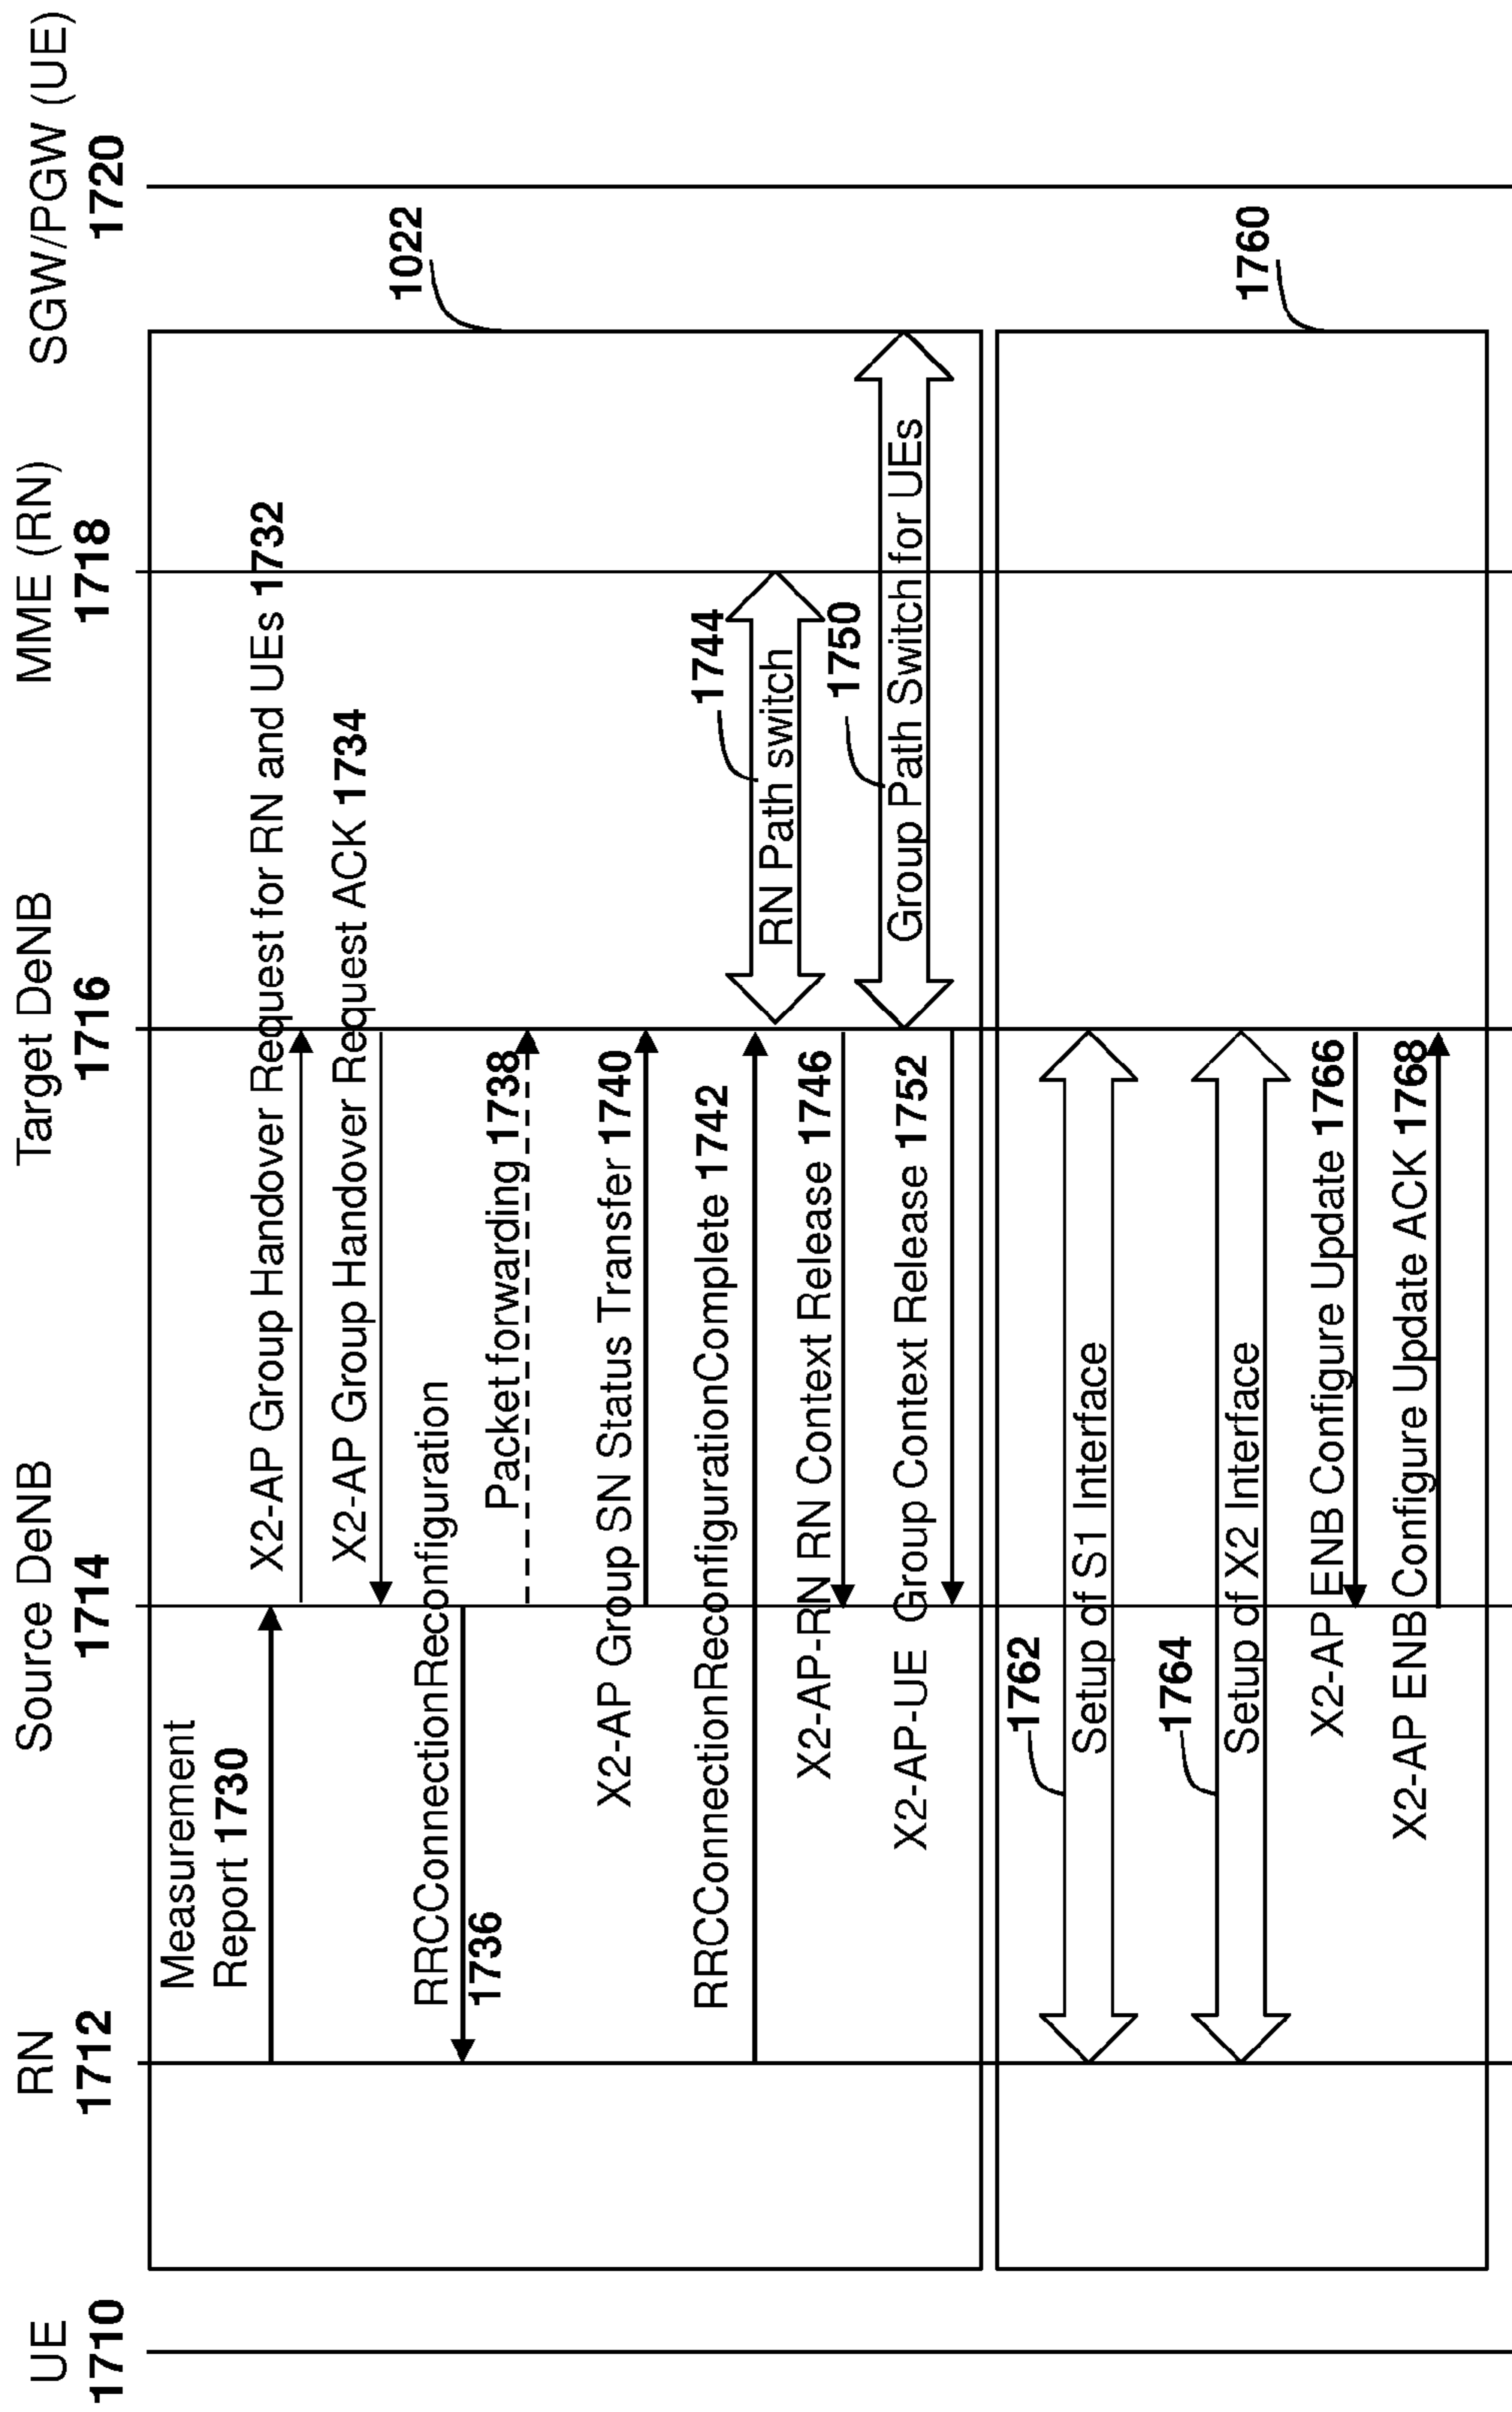 UE
1710
RN
1712
Source DeNB
1714
Target DeNB
1716
MME (RN)
1718
SGW/PGW (UE)
1720
Measurement
Report 1730
X2-AP Group Handover Request for RN and UEs 1732
X2-AP Group Handover Request ACK 1734
1022
RRCConnectionReconfiguration
1736
Packet forwarding 1738
X2-AP Group SN Status Transfer 1740
RRCConnectionReconfigurationComplete 1742
1744
RN Path switch
X2-AP-RN RN Context Release 1746
1750
Group Path Switch for UEs
X2-AP-UE Group Context Release 1752
1762
Setup of S1 Interface
1760
1764
Setup of X2 Interface
X2-AP ENB Configure Update 1766
X2-AP ENB Configure Update ACK 1768